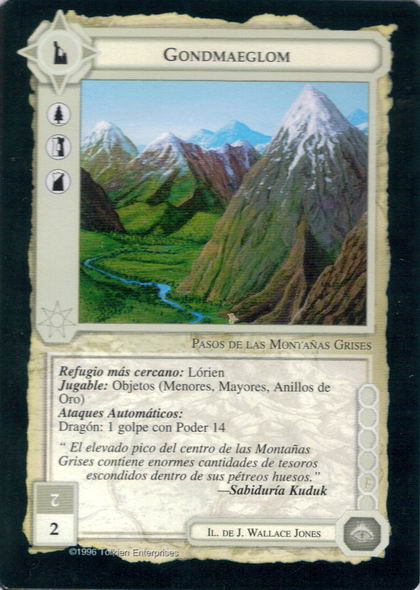 GONDMAEGLOM
PASOS DE LAS MONTAÑAS GRISES
Refugio más cercano: Lórien
Jugable: Objetos (Menores, Mayores, Anillos de
Oro)
Ataques Automáticos:
Dragón: 1 golpe con Poder 14
“ El elevado pico del centro de las Montañas
Grises contiene enormes cantidades de tesoros
escondidos dentro de sus pétreos huesos.”
—Sabiduría Kuduk
E
2
2
IL. DE J. WALLACE JONES
©1996 Tolkien Enterprises